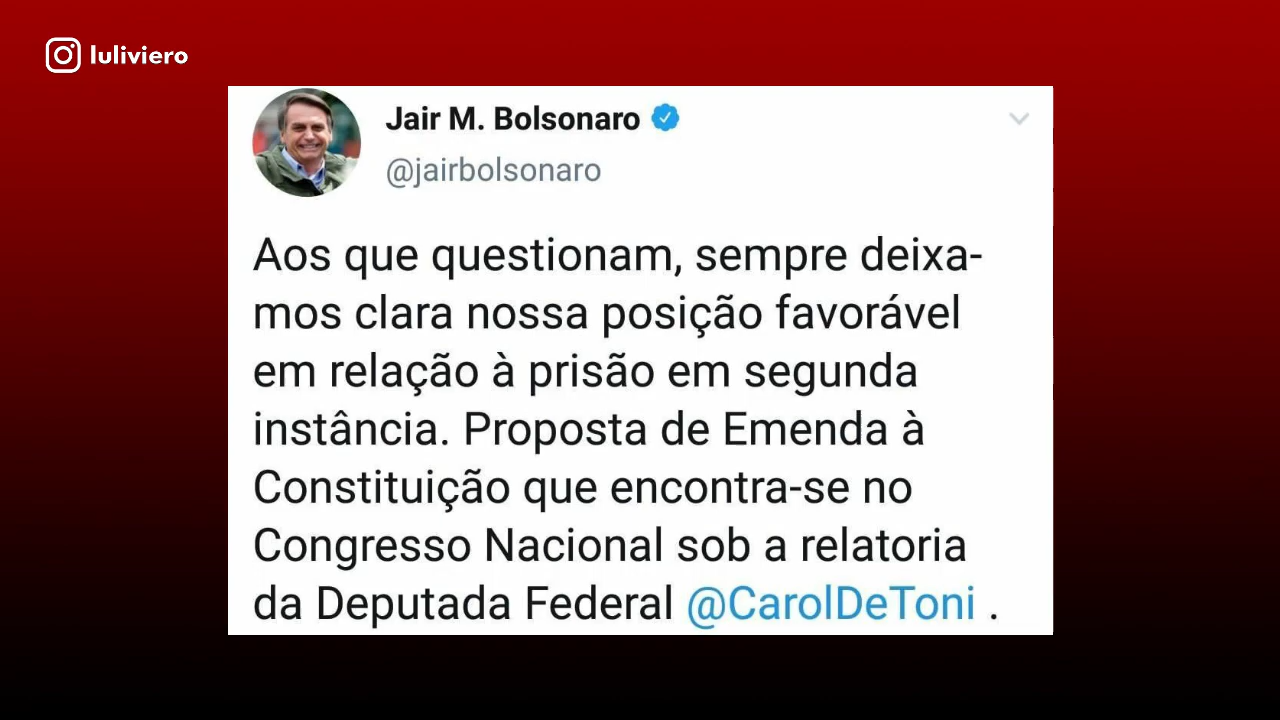 luliviero
Jair M. Bolsonaro
@jairbolsonaro
Aos que questionam, sempre deixa-
mos clara nossa posição favorável
em relação à prisão em segunda
instância. Proposta de Emenda à
Constituição que encontra-se no
Congresso Nacional sob a relatoria
da Deputada Federal @CarolDeToni .